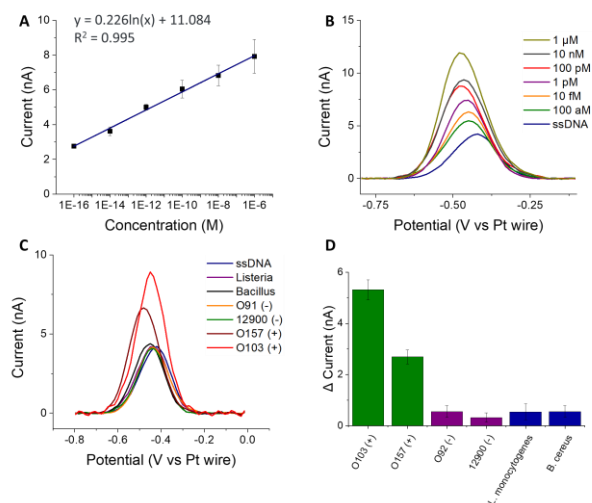 A
y = 0.226ln(x) + 11.084
R² = 0.995
10
8
6
4
2
0
Current (nA)
1E-16 1E-14 1E-12 1E-10 1E-8 1E-6
Concentration (M)
B
15
10
5
0
Current (nA)
1 µM
10 nM
100 pM
1 pM
10 fM
100 aM
ssDNA
-0.75 -0.50 -0.25
Potential (V vs Pt wire)
C
10
5
0
Current (nA)
ssDNA
Listeria
Bacillus
O91 (-)
12900 (-)
O157 (+)
O103 (+)
-0.8 -0.6 -0.4 -0.2 0.0
Potential (V vs Pt wire)
D
6
4
2
0
Δ Current (nA)
O103 (+)
O157 (+)
O92 (-)
12900 (-)
L. monocytogenes
B. cereus